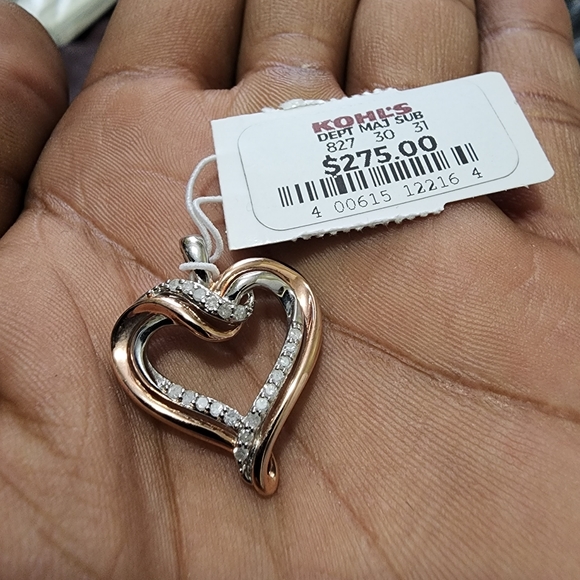 KOHL'S
DEPT MAJ SUB
827 30 31
$275.00
4 00615 12216 4